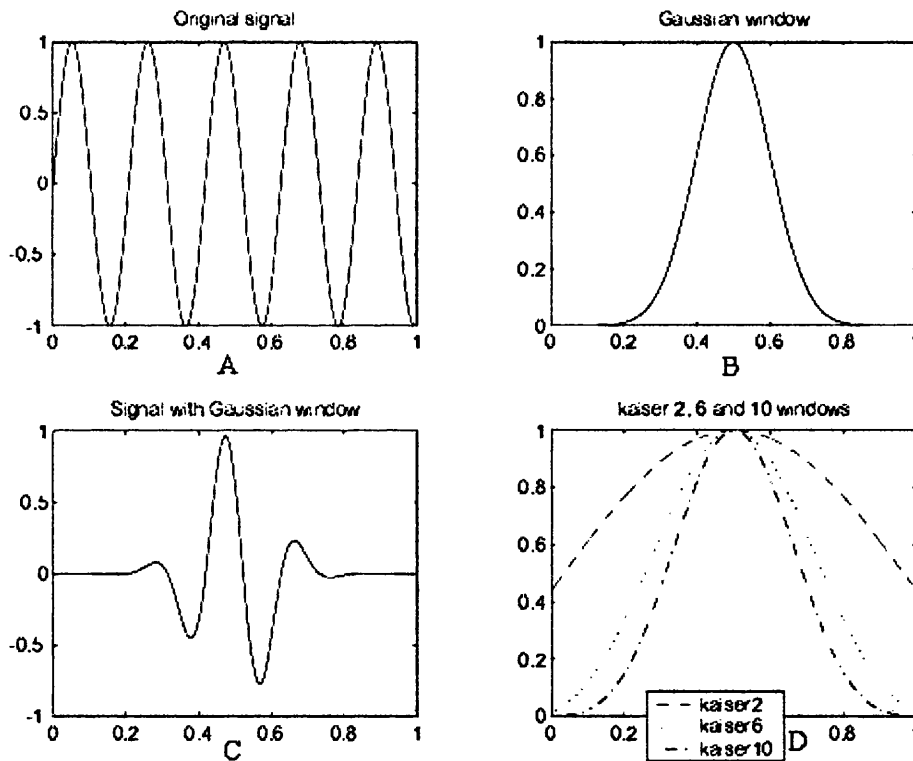 Original signal
1
0.5
0
-0.5
-1
0 0.2 0.4 0.6 0.8 1
A
Gaussian window
1
0.8
0.6
0.4
0.2
0
0 0.2 0.4 0.6 0.8 1
B
Signal with Gaussian window
1
0.5
0
-0.5
-1
0 0.2 0.4 0.6 0.8 1
C
kaiser 2, 6 and 10 windows
1
0.8
0.6
0.4
0.2
0
0 0.2 0.8 1
kaiser2
kaiser6
kaiser10
D